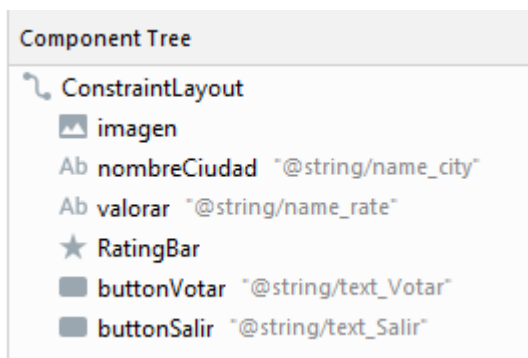 Component Tree
ConstraintLayout
imagen
Ab nombreCiudad "@string/name_city"
Ab valorar "@string/name_rate"
RatingBar
buttonVotar "@string/text_Votar"
buttonSalir "@string/text_Salir"